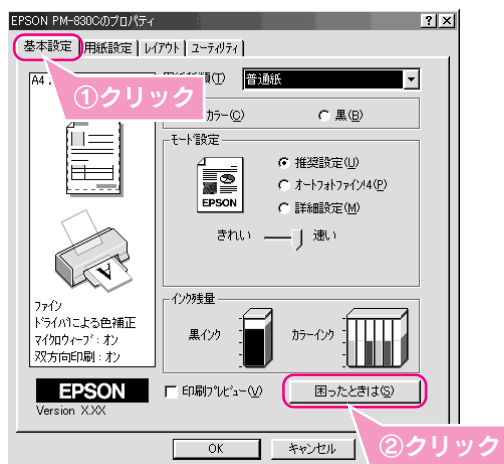 EPSON PM-830Cのプロパティ
基本設定 用紙設定 レイアウト ユーティリティ
①クリック
A4
(T) 普通紙
カラー(C) 黒(B)
モード設定
推奨設定(U)
オートフォトファイン!4(P)
詳細設定(M)
EPSON
きれい 速い
ファイン
ドライバによる色補正
マイクロウィーブ：オン
双方向印刷：オン
インク残量
黒インク カラーインク
EPSON
Version X.XX
印刷プレビュー(V)
困ったときは(S)
②クリック
OK キャンセル